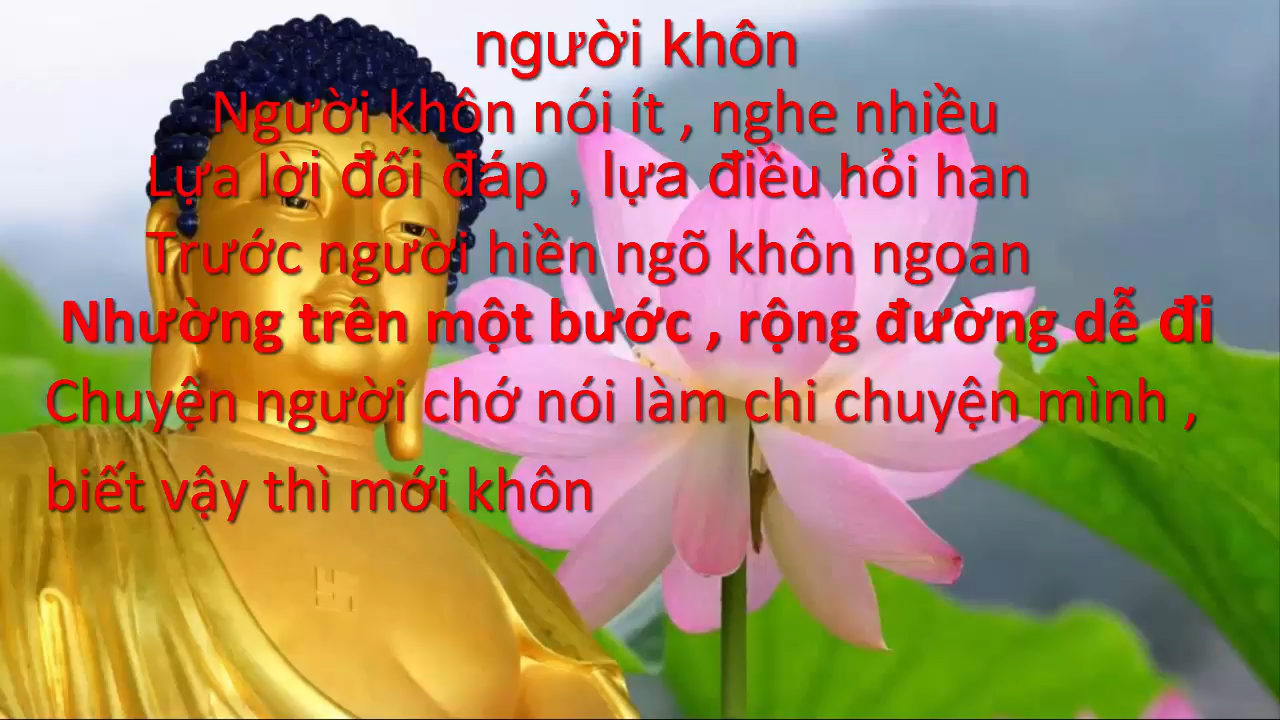 người khôn
Người khôn nói ít , nghe nhiều
Lựa lời đối đáp , lựa điều hỏi han
Trước người hiền ngõ khôn ngoan
Nhường trên một bước , rộng đường dễ đi
Chuyện người chớ nói làm chi chuyện mình ,
biết vậy thì mới khôn